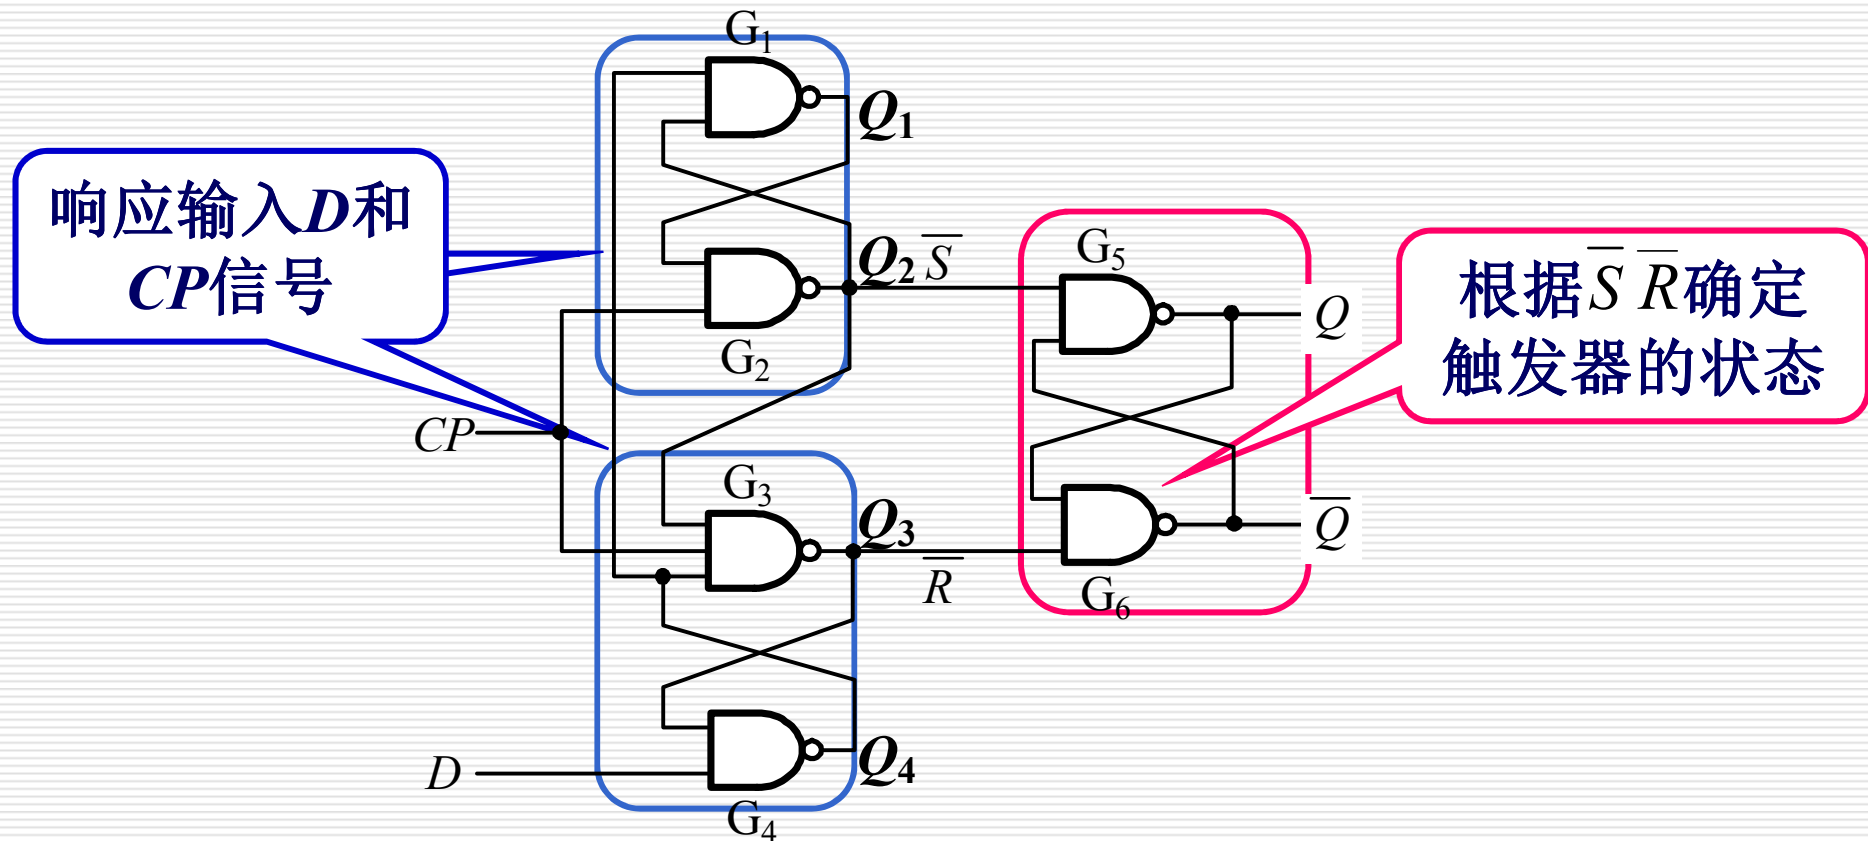 G₁
Q₁
响应输入D和
CP信号
Q₂ S̅
G₂
G₅
Q
根据S̅ R̅确定
触发器的状态
CP
G₃
Q₃
R̅
Q̅
G₆
D
Q₄
G₄